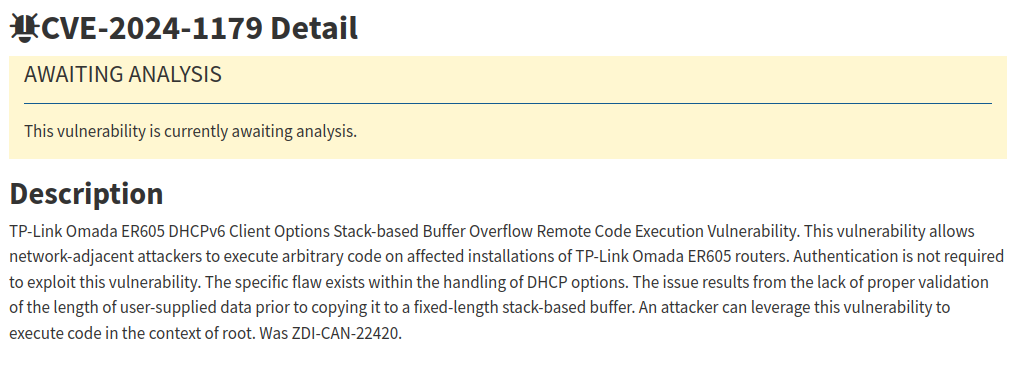 CVE-2024-1179 Detail
AWAITING ANALYSIS
This vulnerability is currently awaiting analysis.
Description
TP-Link Omada ER605 DHCPv6 Client Options Stack-based Buffer Overflow Remote Code Execution Vulnerability. This vulnerability allows
network-adjacent attackers to execute arbitrary code on affected installations of TP-Link Omada ER605 routers. Authentication is not required
to exploit this vulnerability. The specific flaw exists within the handling of DHCP options. The issue results from the lack of proper validation
of the length of user-supplied data prior to copying it to a fixed-length stack-based buffer. An attacker can leverage this vulnerability to
execute code in the context of root. Was ZDI-CAN-22420.